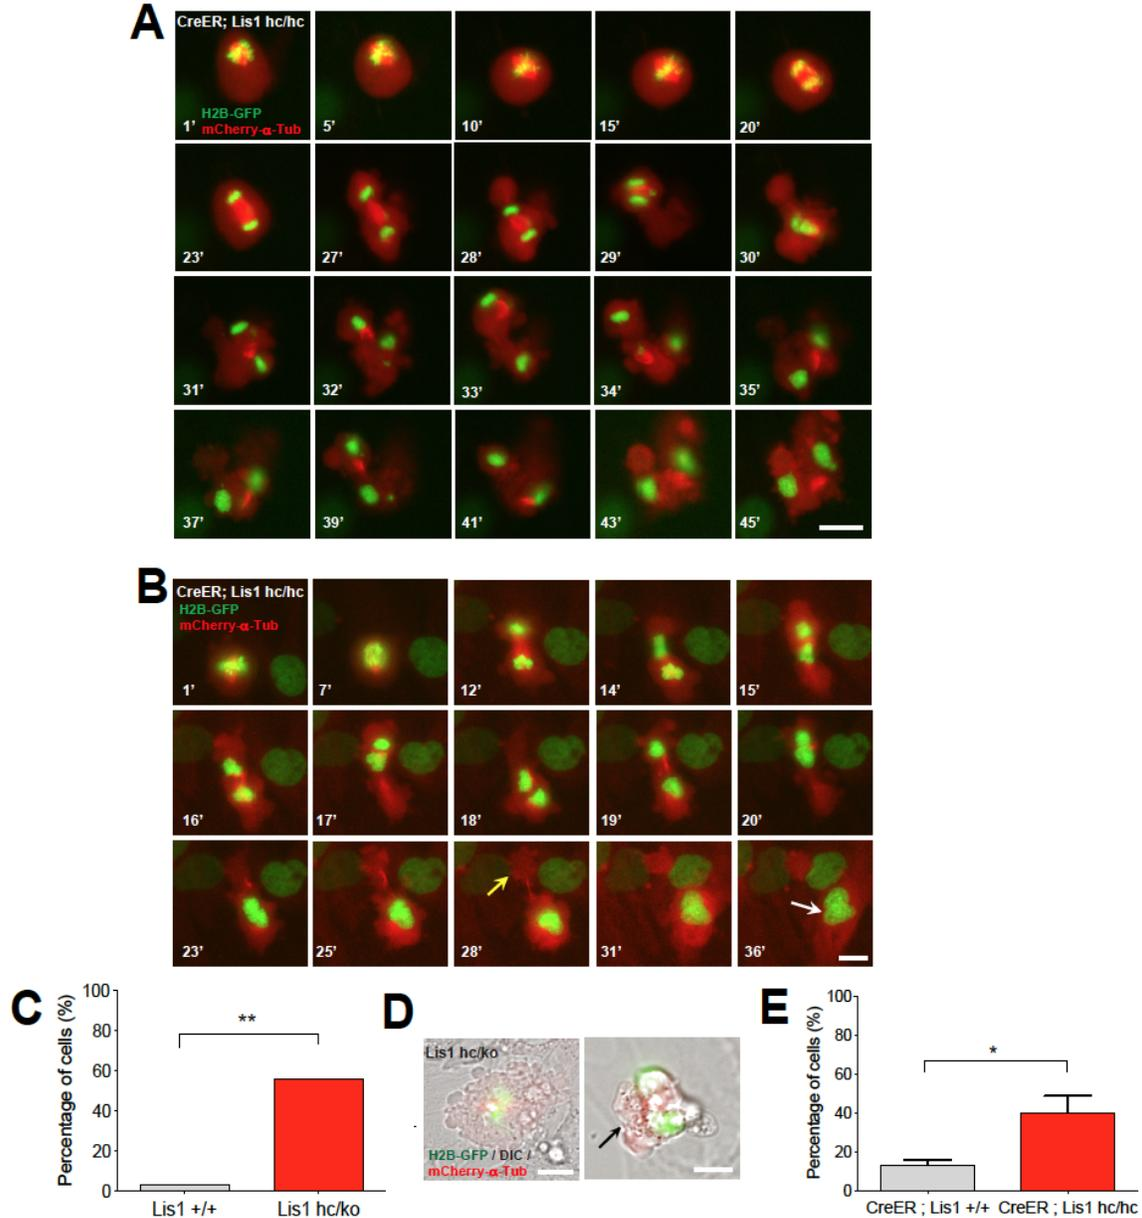 A
CreER; Lis1 hc/hc
H2B-GFP
mCherry-α-Tub
1’ 5’ 10’ 15’ 20’
23’ 27’ 28’ 29’ 30’
31’ 32’ 33’ 34’ 35’
37’ 39’ 41’ 43’ 45’
B
CreER; Lis1 hc/hc
H2B-GFP
mCherry-α-Tub
1’ 7’ 12’ 14’ 15’
16’ 17’ 18’ 19’ 20’
23’ 25’ 28’ 31’ 36’
C
Percentage of cells (%)
100
80
60
40
20
0
**
Lis1 +/+ Lis1 hc/ko
D
Lis1 hc/ko
H2B-GFP / DIC /
mCherry-α-Tub
E
Percentage of cells (%)
100
80
60
40
20
0
*
CreER ; Lis1 +/+ CreER ; Lis1 hc/hc